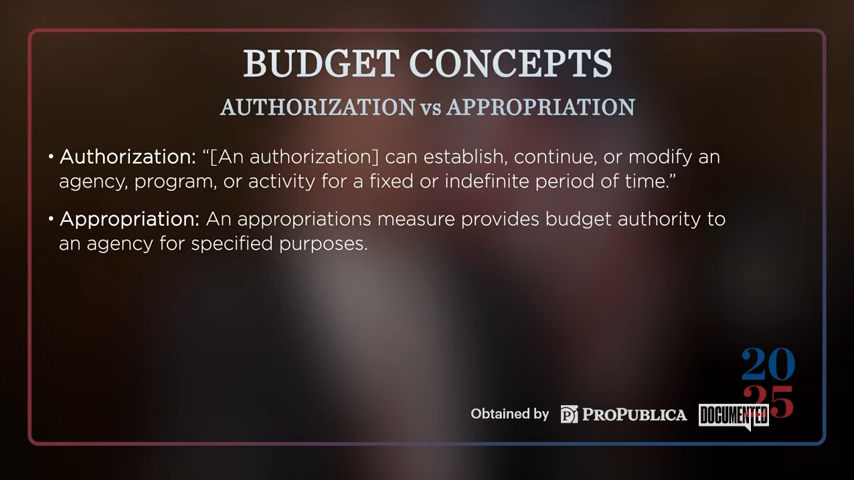 BUDGET CONCEPTS
AUTHORIZATION vs APPROPRIATION
• Authorization: “[An authorization] can establish, continue, or modify an
agency, program, or activity for a fixed or indefinite period of time.”
• Appropriation: An appropriations measure provides budget authority to
an agency for specified purposes.
20
25
Obtained by PROPUBLICA DOCUMENTED